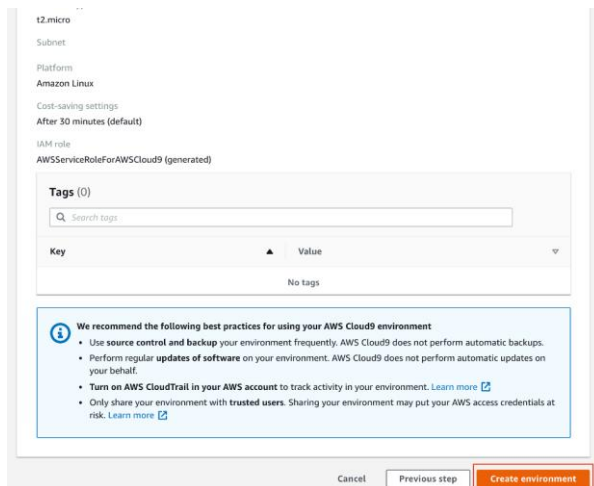 t2.micro
Subnet
Platform
Amazon Linux
Cost-saving settings
After 30 minutes (default)
IAM role
AWSServiceRoleForAWSCloud9 (generated)
Tags (0)
Search tags
Key Value
No tags
We recommend the following best practices for using your AWS Cloud9 environment
• Use source control and backup your environment frequently. AWS Cloud9 does not perform automatic backups.
• Perform regular updates of software on your environment. AWS Cloud9 does not perform automatic updates on
your behalf.
• Turn on AWS CloudTrail in your AWS account to track activity in your environment. Learn more
• Only share your environment with trusted users. Sharing your environment may put your AWS access credentials at
risk. Learn more
Cancel Previous step Create environment